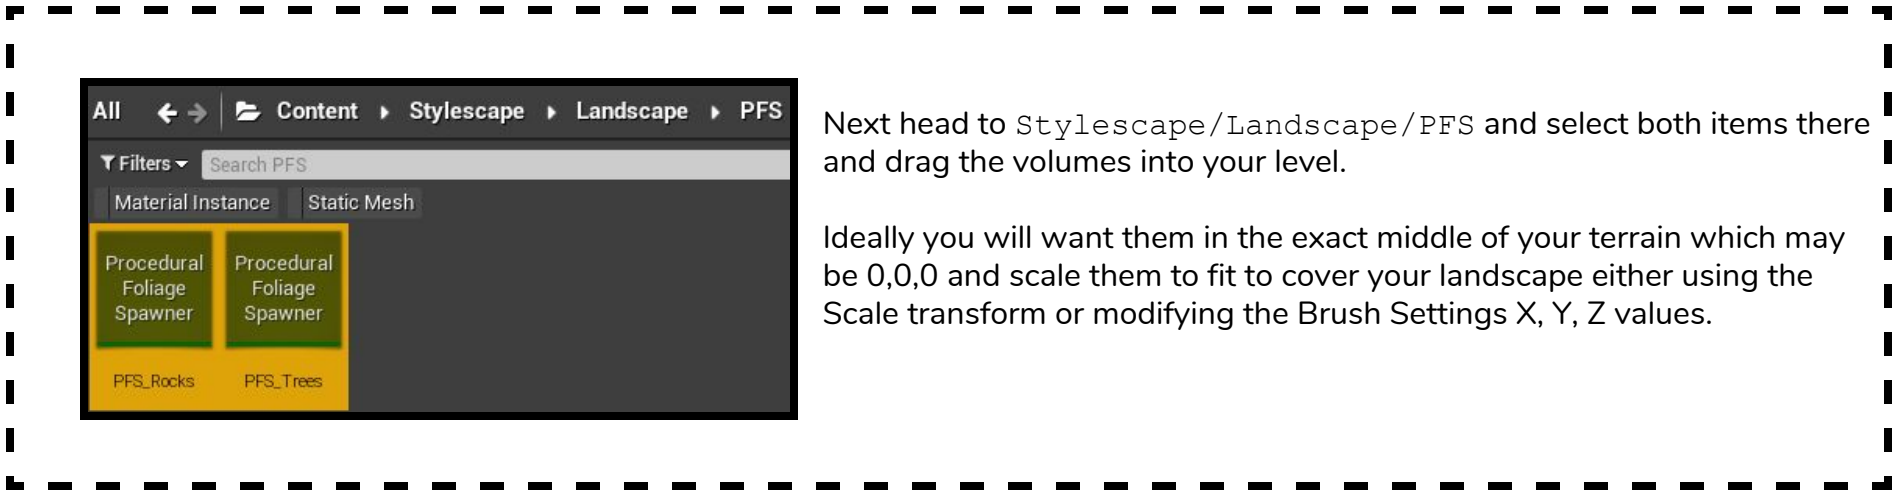 All Content Stylescape Landscape PFS
Filters Search PFS
Material Instance Static Mesh
Procedural Foliage Spawner
Procedural Foliage Spawner
PFS_Rocks PFS_Trees
Next head to Stylescape/Landscape/PFS and select both items there
and drag the volumes into your level.
Ideally you will want them in the exact middle of your terrain which may
be 0,0,0 and scale them to fit to cover your landscape either using the
Scale transform or modifying the Brush Settings X, Y, Z values.